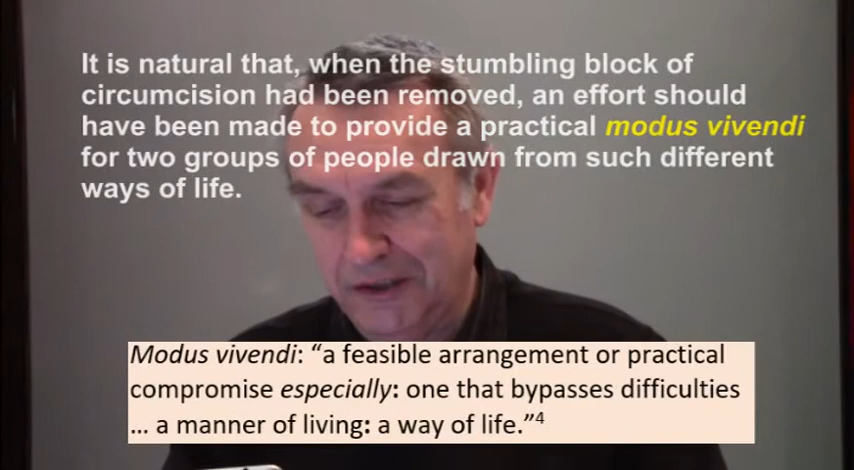 It is natural that, when the stumbling block of
circumcision had been removed, an effort should
have been made to provide a practical modus vivendi
for two groups of people drawn from such different
ways of life.
Modus vivendi: “a feasible arrangement or practical
compromise especially: one that bypasses difficulties
… a manner of living: a way of life.”⁴